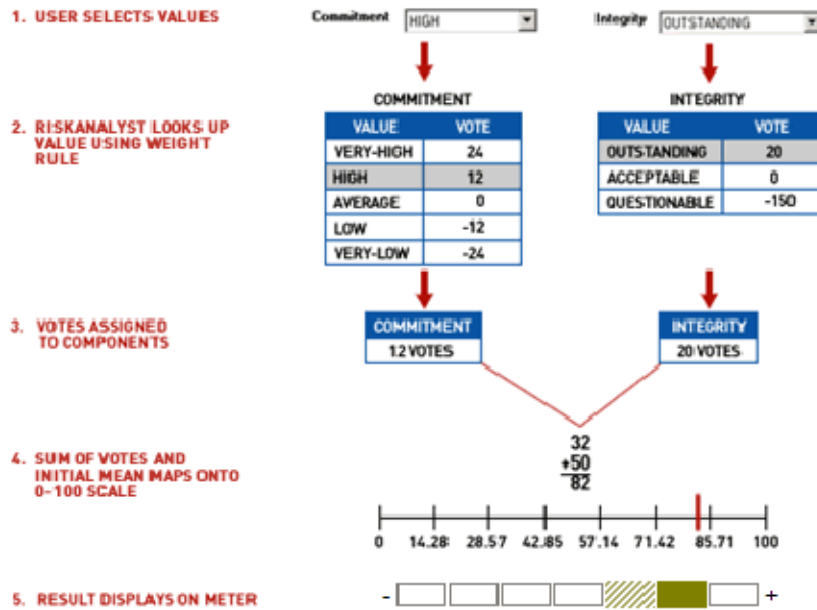 1. USER SELECTS VALUES
Commitment HIGH
Integrity OUTSTANDING
COMMITMENT
INTEGRITY
2. RISKANALYST LOOKS UP
VALUE USING WEIGHT
RULE
VALUE VOTE
VERY-HIGH 24
HIGH 12
AVERAGE 0
LOW -12
VERY-LOW -24
VALUE VOTE
OUTSTANDING 20
ACCEPTABLE 0
QUESTIONABLE -150
3. VOTES ASSIGNED
TO COMPONENTS
COMMITMENT
12 VOTES
INTEGRITY
20 VOTES
4. SUM OF VOTES AND
INITIAL MEAN MAPS ONTO
0-100 SCALE
32
+50
82
0 14.28 28.57 42.85 57.14 71.42 85.71 100
5. RESULT DISPLAYS ON METER
- +